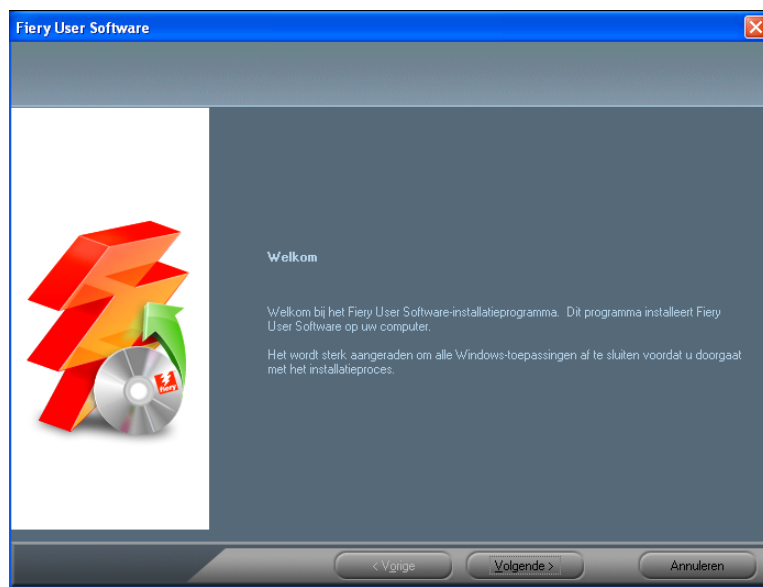 Fiery User Software
Welkom
Welkom bij het Fiery User Software-installatieprogramma. Dit programma installeert Fiery
User Software op uw computer.
Het wordt sterk aangeraden om alle Windows-toepassingen af te sluiten voordat u doorgaat
met het installatieproces.
fiery
< Vorige
Volgende >
Annuleren